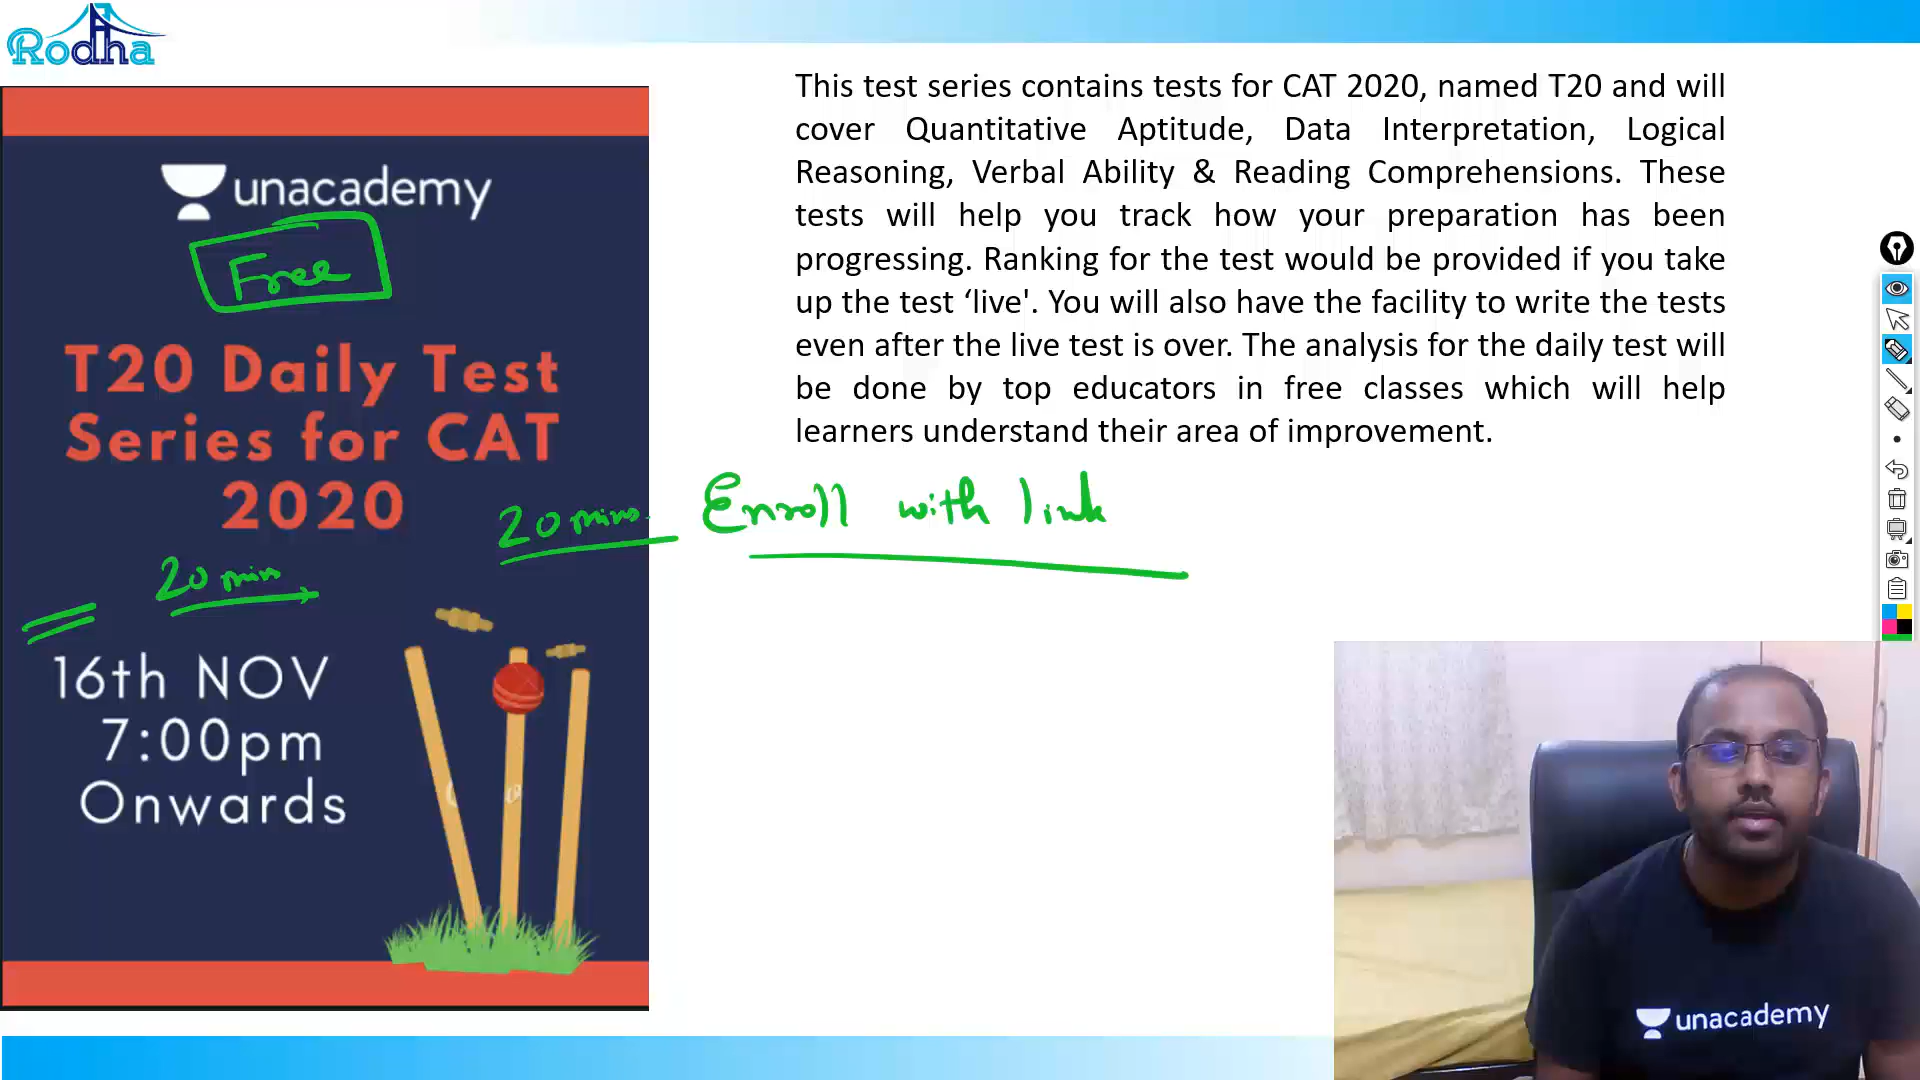 Rodha
unacademy
Free
T20 Daily Test
Series for CAT
2020
20 mins.
20 min
16th NOV
7:00pm
Onwards
This test series contains tests for CAT 2020, named T20 and will
cover Quantitative Aptitude, Data Interpretation, Logical
Reasoning, Verbal Ability & Reading Comprehensions. These
tests will help you track how your preparation has been
progressing. Ranking for the test would be provided if you take
up the test ‘live'. You will also have the facility to write the tests
even after the live test is over. The analysis for the daily test will
be done by top educators in free classes which will help
learners understand their area of improvement.
Enroll with link
unacademy